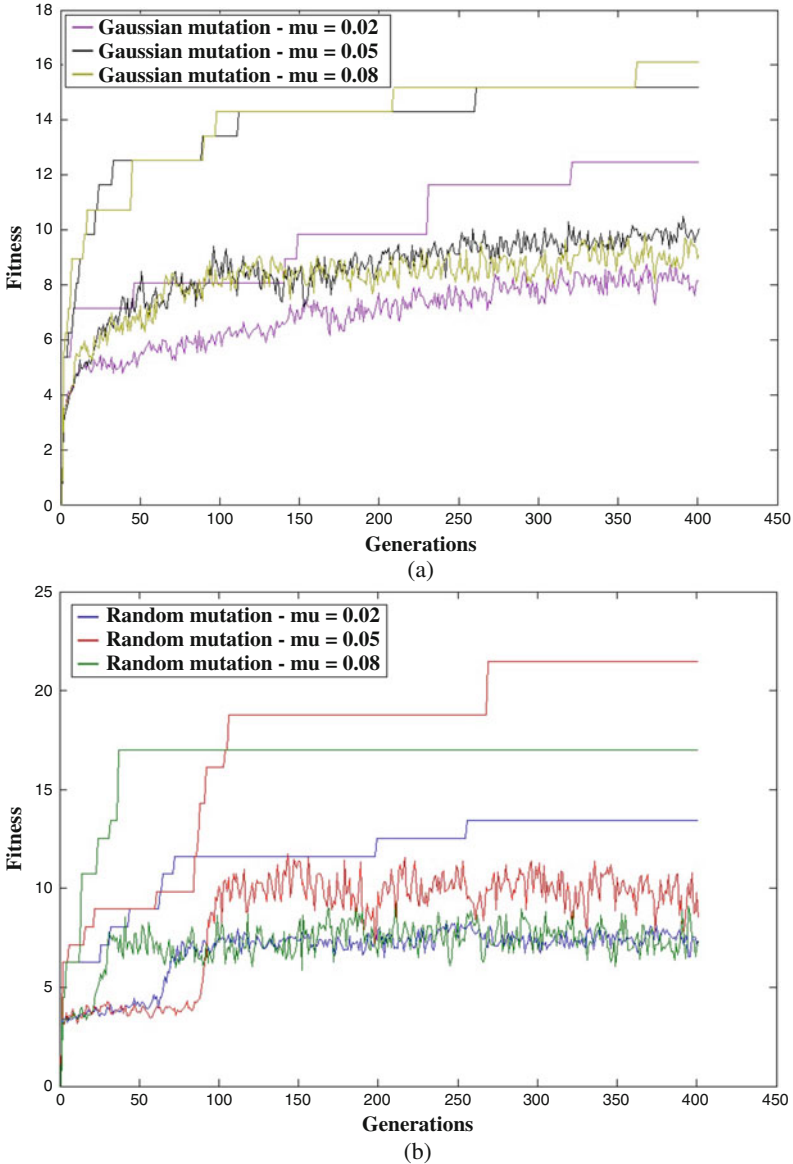 18
16
14
12
10
8
6
4
2
0
Fitness
Gaussian mutation - mu = 0.02
Gaussian mutation - mu = 0.05
Gaussian mutation - mu = 0.08
0 50 100 150 200 250 300 350 400 450
Generations
(a)
25
20
15
10
5
0
Fitness
Random mutation - mu = 0.02
Random mutation - mu = 0.05
Random mutation - mu = 0.08
0 50 100 150 200 250 300 350 400 450
Generations
(b)